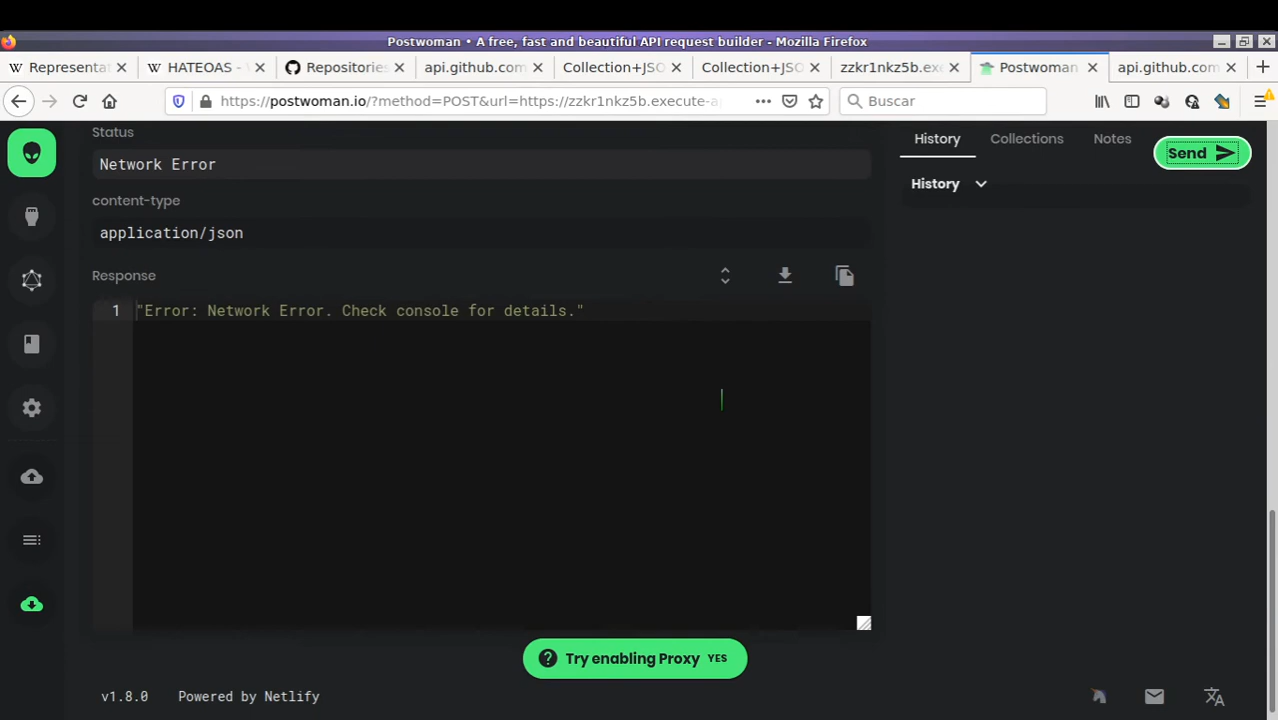 Postwoman • A free, fast and beautiful API request builder - Mozilla Firefox
Representat
HATEOAS -
Repositories
api.github.com
Collection+JSO
Collection+JSO
zzkr1nkz5b.exe
Postwoman
api.github.com
https://postwoman.io/?method=POST&url=https://zzkr1nkz5b.execute-ap
Buscar
Status
Network Error
content-type
application/json
Response
1 "Error: Network Error. Check console for details."
History Collections Notes
Send
History
Try enabling Proxy YES
v1.8.0 Powered by Netlify